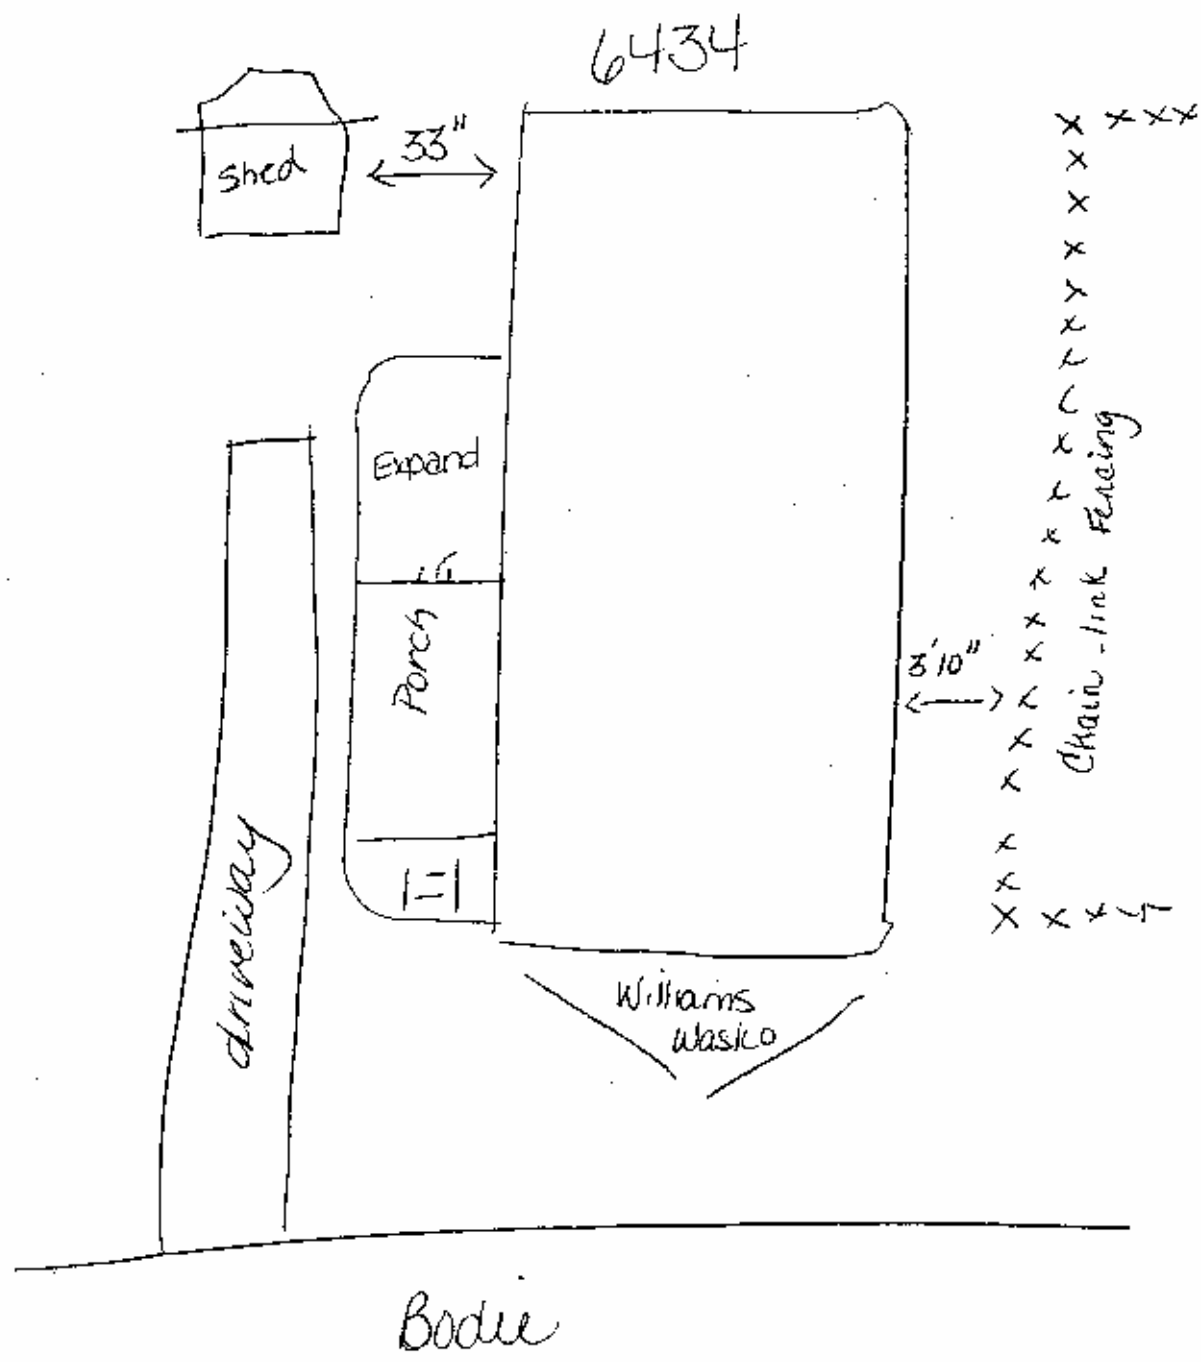 6434
33"
Shed
Expand
Porch
3'10"
Chain-link Fencing
driveway
Williams
Wasko
Bodie